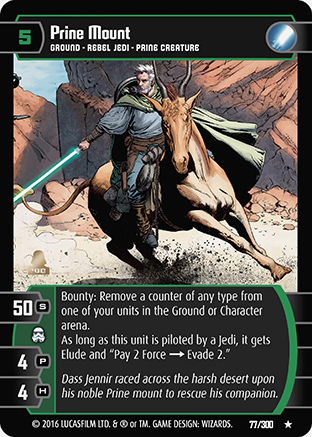 5
Prine Mount
GROUND - REBEL JEDI - PRINE CREATURE
50 S
Bounty: Remove a counter of any type from
one of your units in the Ground or Character
arena.
As long as this unit is piloted by a Jedi, it gets
Elude and "Pay 2 Force → Evade 2."
4 P
4 H
Dass Jennir raced across the harsh desert upon
his noble Prine mount to rescue his companion.
© 2016 LUCASFILM LTD. & ® or TM. GAME DESIGN: WIZARDS.
77/300 ★